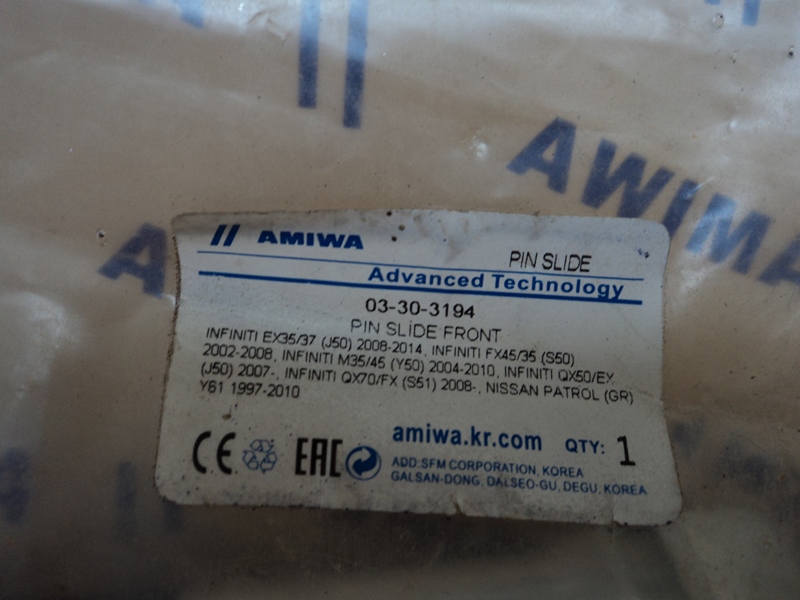 AWIMA
A
AMIWA
PIN SLIDE
Advanced Technology
03-30-3194
PIN SLIDE FRONT
INFINITI EX35/37 (J50) 2008-2014, INFINITI FX45/35 (S50)
2002-2008, INFINITI M35/45 (Y50) 2004-2010, INFINITI QX50/EX
(J50) 2007-, INFINITI QX70/FX (S51) 2008-, NISSAN PATROL (GR)
Y61 1997-2010
CE EAC
amiwa.kr.com QTY: 1
ADD:SFM CORPORATION, KOREA
GALSAN-DONG, DALSEO-GU, DEGU, KOREA